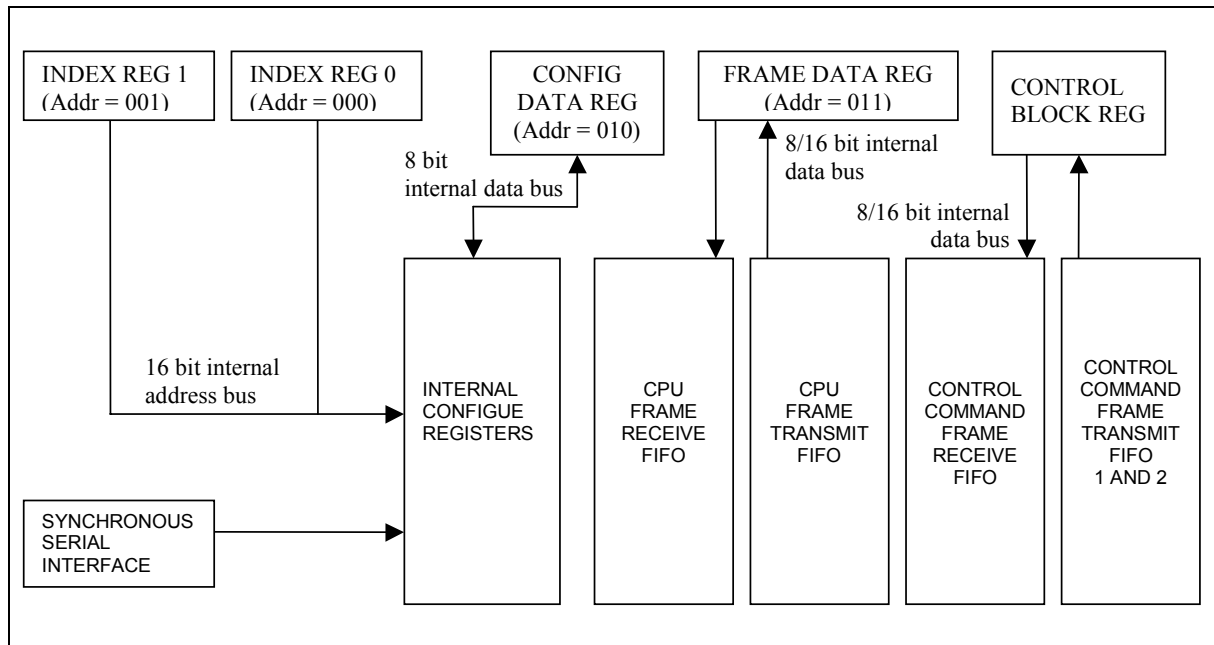 INDEX REG 1
(Addr = 001)
INDEX REG 0
(Addr = 000)
CONFIG
DATA REG
(Addr = 010)
FRAME DATA REG
(Addr = 011)
CONTROL
BLOCK REG
8 bit
internal data bus
8/16 bit internal
data bus
8/16 bit internal
data bus
16 bit internal
address bus
INTERNAL
CONFIGUE
REGISTERS
CPU
FRAME
RECEIVE
FIFO
CPU
FRAME
TRANSMIT
FIFO
CONTROL
COMMAND
FRAME
RECEIVE
FIFO
CONTROL
COMMAND
FRAME
TRANSMIT
FIFO
1 AND 2
SYNCHRONOUS
SERIAL
INTERFACE